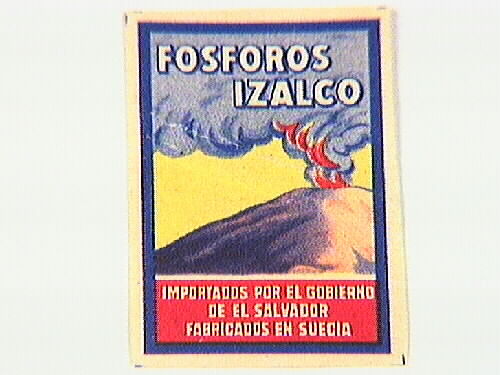 FOSFOROS
IZALCO
IMPORTADOS POR EL GOBIERNO
DE EL SALVADOR
FABRICADOS EN SUECIA